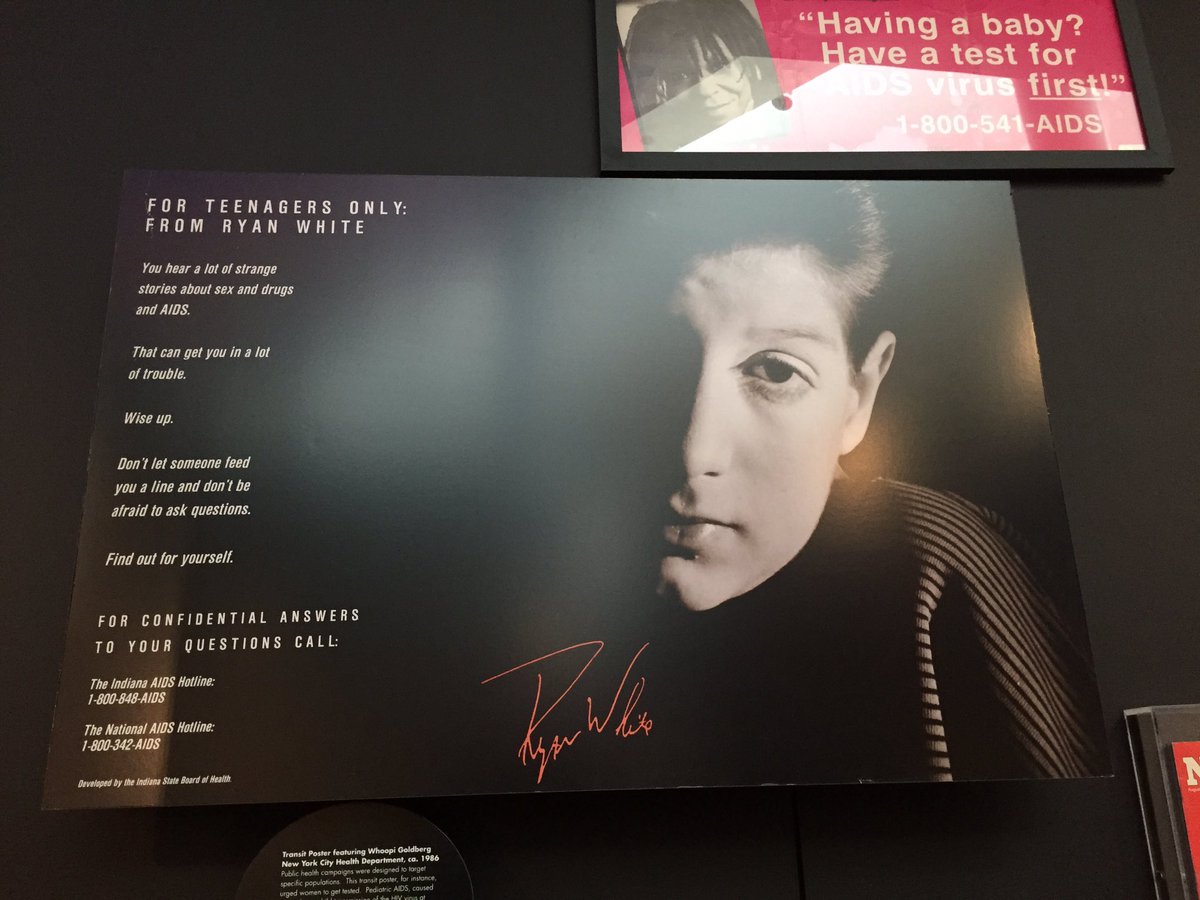 “Having a baby?
Have a test for
AIDS virus first!”
1-800-541-AIDS
FOR TEENAGERS ONLY:
FROM RYAN WHITE
You hear a lot of strange
stories about sex and drugs
and AIDS.
That can get you in a lot
of trouble.
Wise up.
Don't let someone feed
you a line and don't be
afraid to ask questions.
Find out for yourself.
FOR CONFIDENTIAL ANSWERS
TO YOUR QUESTIONS CALL:
The Indiana AIDS Hotline:
1-800-848-AIDS
The National AIDS Hotline:
1-800-342-AIDS
Developed by the Indiana State Board of Health.
Ryan White
Transit Poster featuring Whoopi Goldberg
New York City Health Department, ca. 1986
Public health campaigns were designed to target
specific populations. This transit poster, for instance,
urged women to get tested. Pediatric AIDS, caused
of the HIV virus at
N